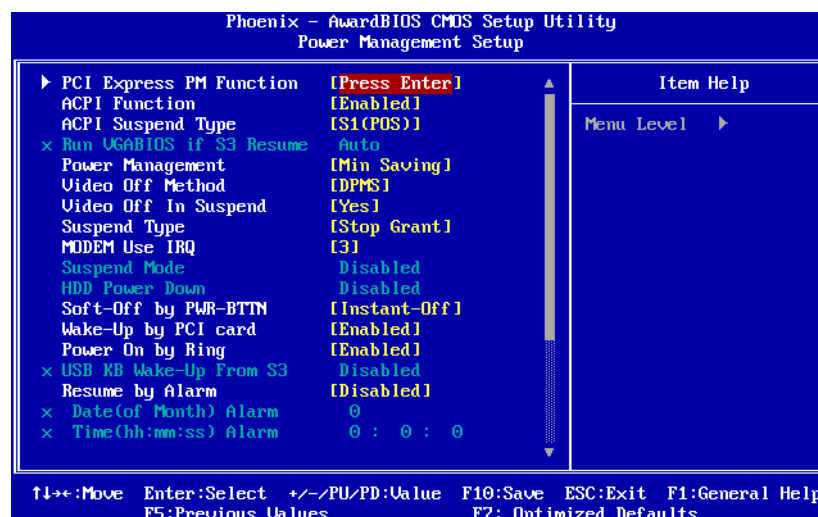 Phoenix - AwardBIOS CMOS Setup Utility
Power Management Setup
PCI Express PM Function [Press Enter]
ACPI Function [Enabled]
ACPI Suspend Type [S1(POS)]
x Run VGABIOS if S3 Resume Auto
Power Management [Min Saving]
Video Off Method [DPMS]
Video Off In Suspend [Yes]
Suspend Type [Stop Grant]
MODEM Use IRQ [3]
Suspend Mode Disabled
HDD Power Down Disabled
Soft-Off by PWR-BTTN [Instant-Off]
Wake-Up by PCI card [Enabled]
Power On by Ring [Enabled]
x USB KB Wake-Up From S3 Disabled
Resume by Alarm [Disabled]
x Date(of Month) Alarm 0
x Time(hh:mm:ss) Alarm 0 : 0 : 0
Item Help
Menu Level
↑↓→←:Move Enter:Select +/-/PU/PD:Value F10:Save ESC:Exit F1:General Help
F5:Previous Values F7: Optimized Defaults